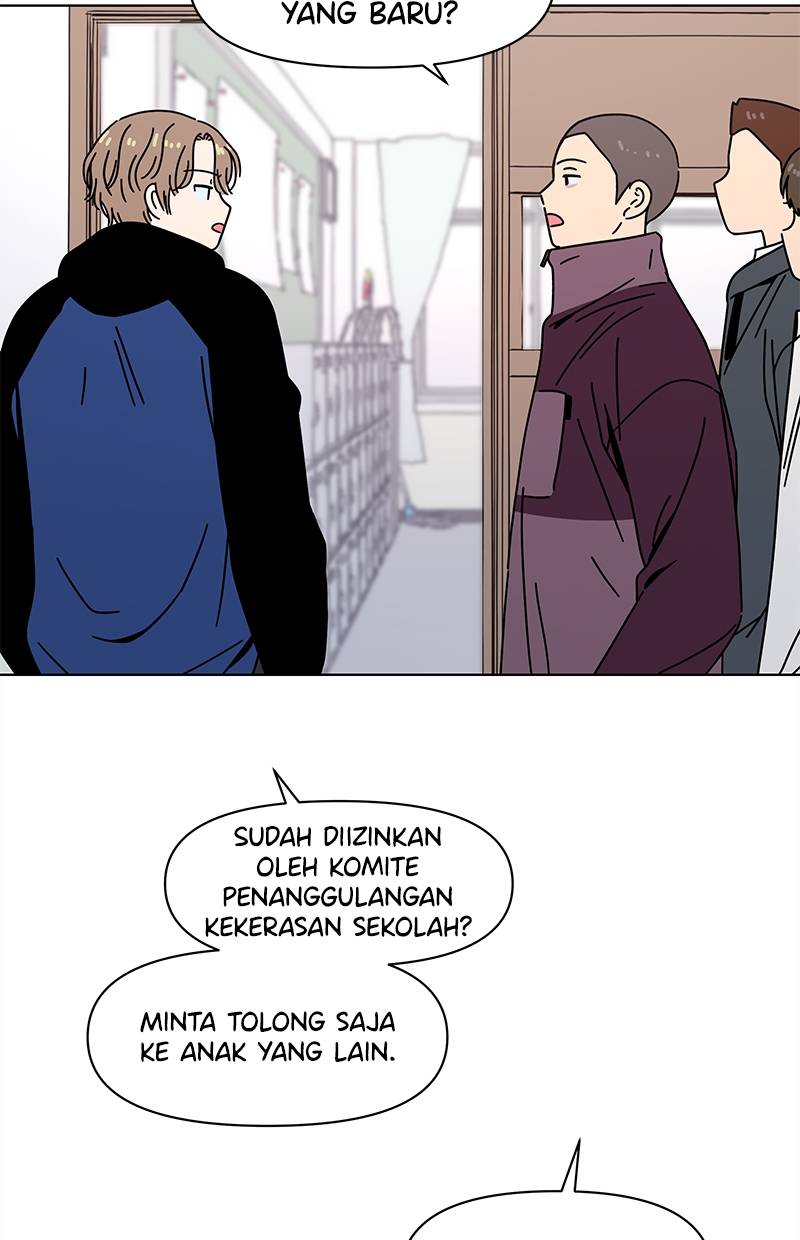 YANG BARU?
SUDAH DIIZINKAN
OLEH KOMITE
PENANGGULANGAN
KEKERASAN SEKOLAH?
MINTA TOLONG SAJA
KE ANAK YANG LAIN.